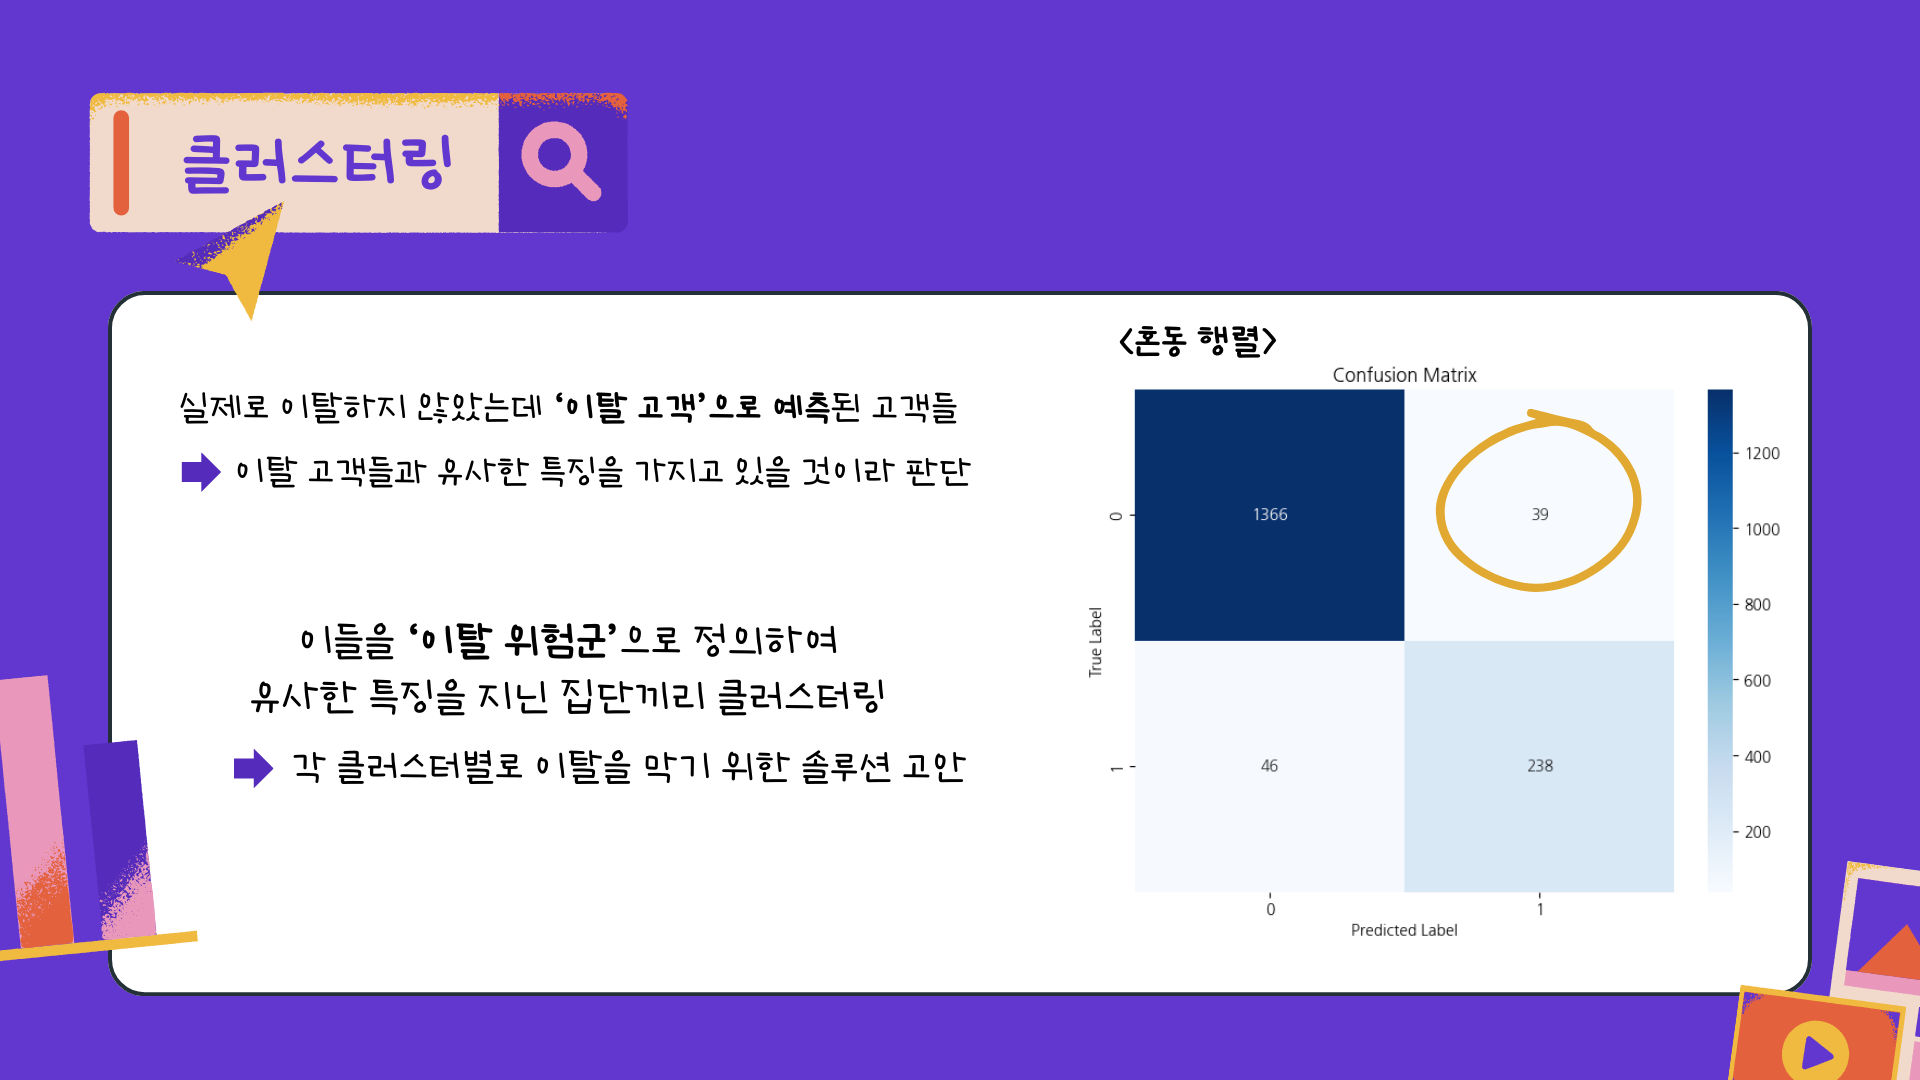 클러스터링
실제로 이탈하지 않았는데 ‘이탈 고객’으로 예측된 고객들
이탈 고객들과 유사한 특징을 가지고 있을 것이라 판단
이들을 ‘이탈 위험군’으로 정의하여
유사한 특징을 지닌 집단끼리 클러스터링
각 클러스터별로 이탈을 막기 위한 솔루션 고안
<혼동 행렬>
Confusion Matrix
True Label
0
1
1366
39
46
238
0
1
Predicted Label
1200
1000
800
600
400
200